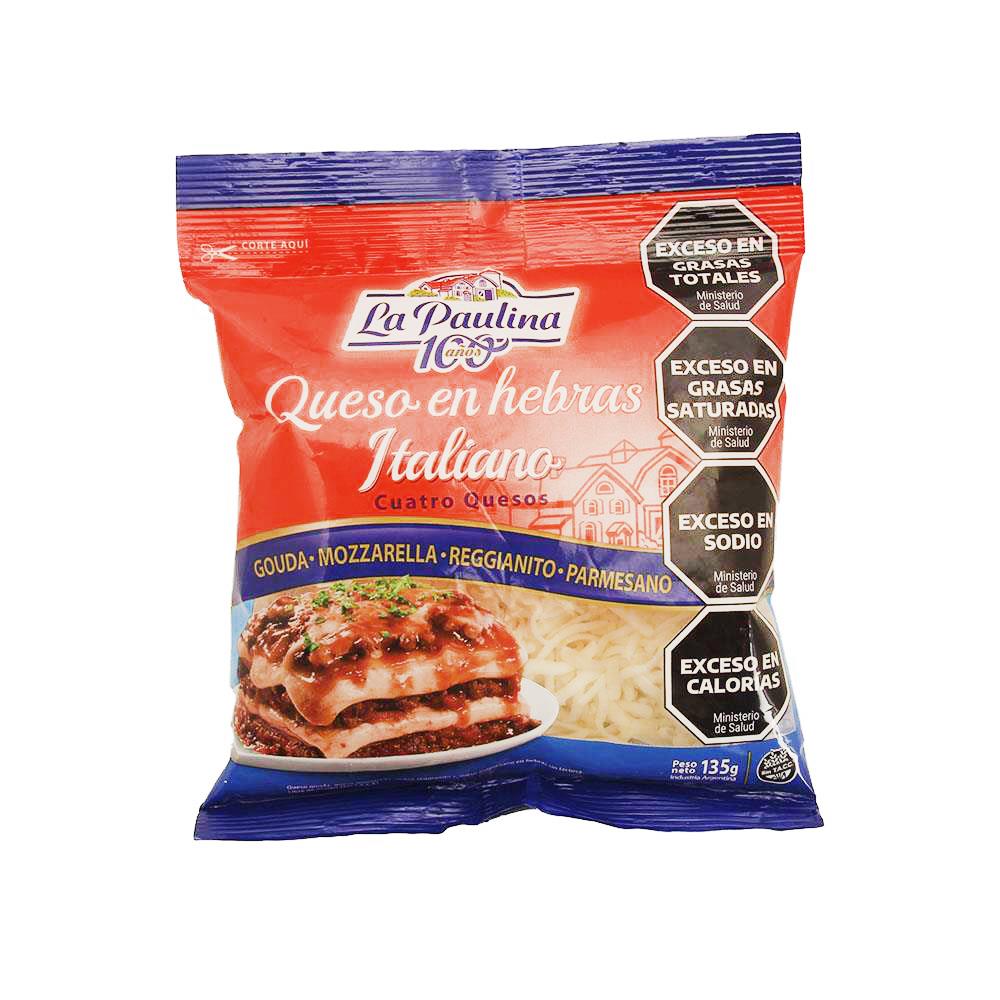 CORTE AQUÍ
La Paulina
100
años
Queso en hebras
Italiano
Cuatro Quesos
GOUDA • MOZZARELLA • REGGIANITO • PARMESANO
EXCESO EN
GRASAS
TOTALES
Ministerio
de Salud
EXCESO EN
GRASAS
SATURADAS
Ministerio
de Salud
EXCESO EN
SODIO
Ministerio
de Salud
EXCESO EN
CALORÍAS
Ministerio
de Salud
Peso
neto 135g
Industria Argentina
Sin T.A.C.C.